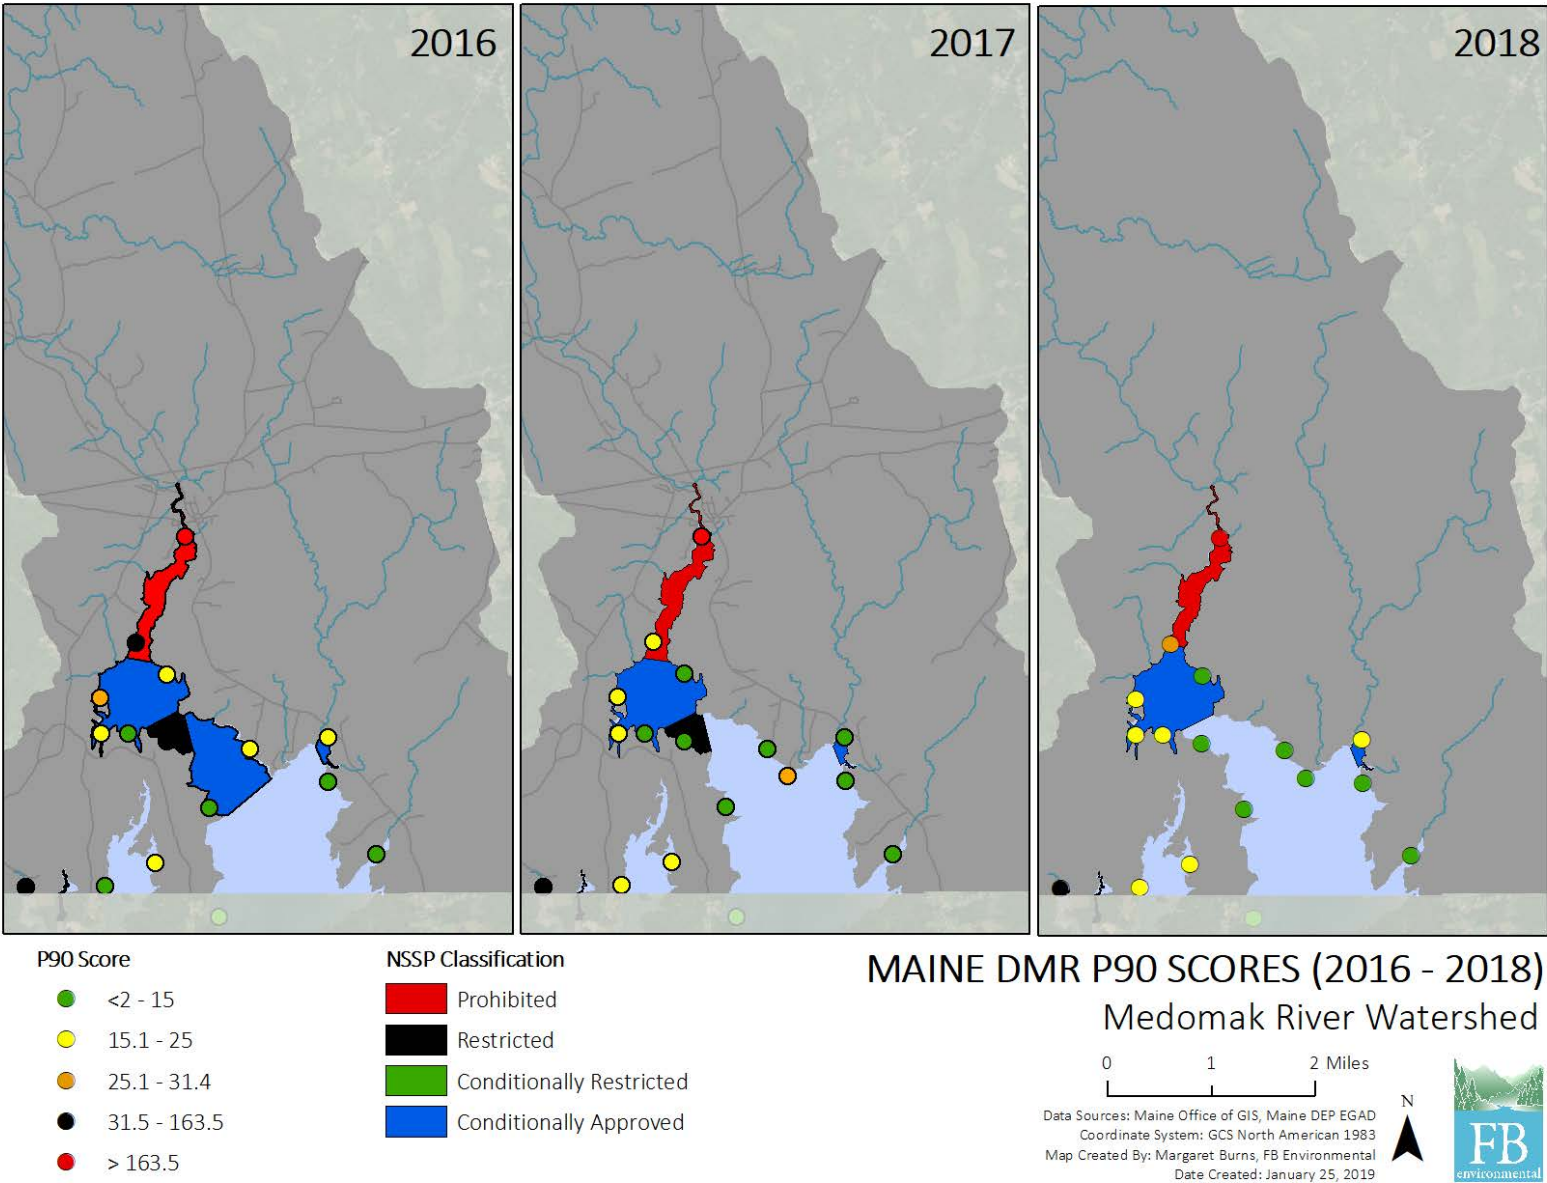 2016
2017
2018
P90 Score
<2 - 15
15.1 - 25
25.1 - 31.4
31.5 - 163.5
> 163.5
NSSP Classification
Prohibited
Restricted
Conditionally Restricted
Conditionally Approved
MAINE DMR P90 SCORES (2016 - 2018)
Medomak River Watershed
0 1 2 Miles
Data Sources: Maine Office of GIS, Maine DEP EGAD
Coordinate System: GCS North American 1983
Map Created By: Margaret Burns, FB Environmental
Date Created: January 25, 2019
N
FB
environmental